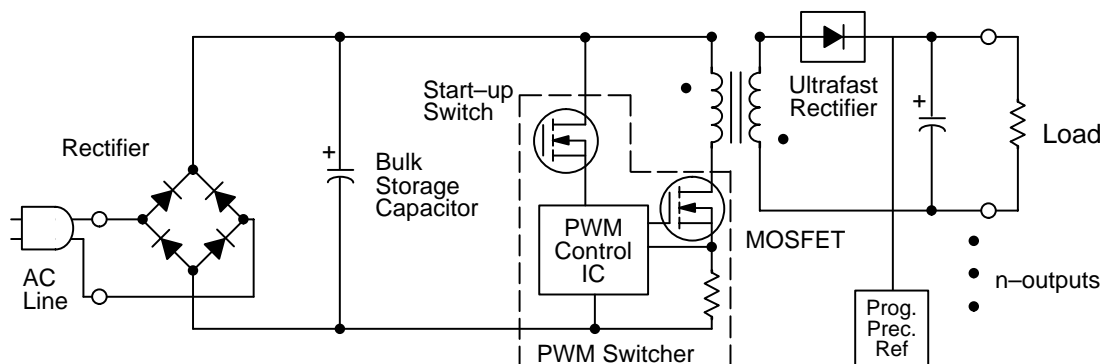 Start–up
Switch
Ultrafast
Rectifier
+
Load
Rectifier
+
Bulk
Storage
Capacitor
PWM
Control
IC
MOSFET
AC
Line
n–outputs
Prog.
Prec.
Ref
PWM Switcher